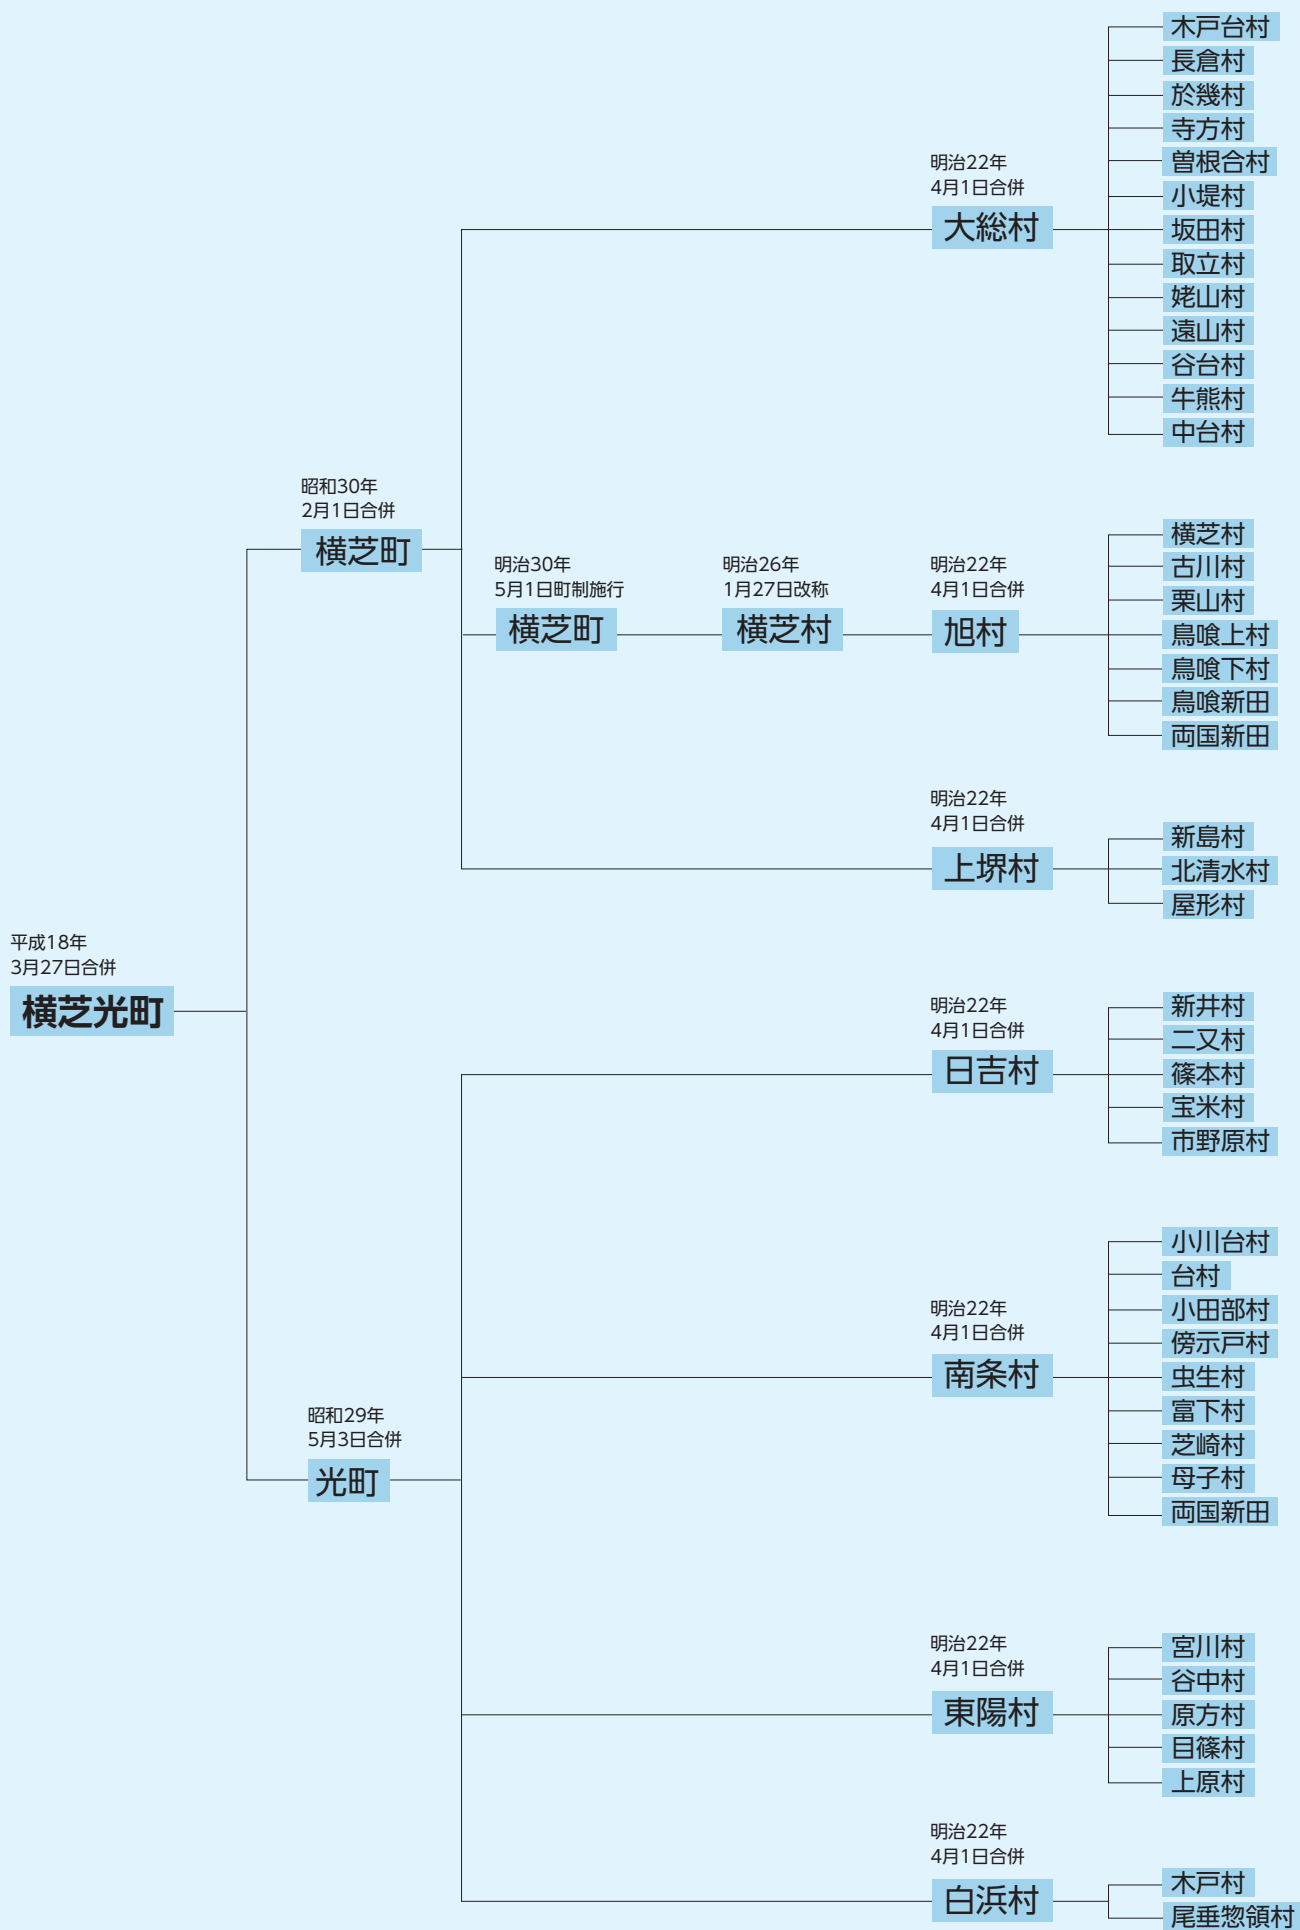 平成18年
3月27日合併
横芝光町
昭和30年
2月1日合併
横芝町
明治22年
4月1日合併
大総村
木戸台村
長倉村
於幾村
寺方村
曽根合村
小堤村
坂田村
取立村
姥山村
遠山村
谷台村
牛熊村
中台村
明治30年
5月1日町制施行
横芝町
明治26年
1月27日改称
横芝村
明治22年
4月1日合併
旭村
横芝村
古川村
栗山村
鳥喰上村
鳥喰下村
鳥喰新田
両国新田
明治22年
4月1日合併
上堺村
新島村
北清水村
屋形村
昭和29年
5月3日合併
光町
明治22年
4月1日合併
日吉村
新井村
二又村
篠本村
宝米村
市野原村
明治22年
4月1日合併
南条村
小川台村
台村
小田部村
傍示戸村
虫生村
富下村
芝崎村
母子村
両国新田
明治22年
4月1日合併
東陽村
宮川村
谷中村
原方村
目篠村
上原村
明治22年
4月1日合併
白浜村
木戸村
尾垂惣領村